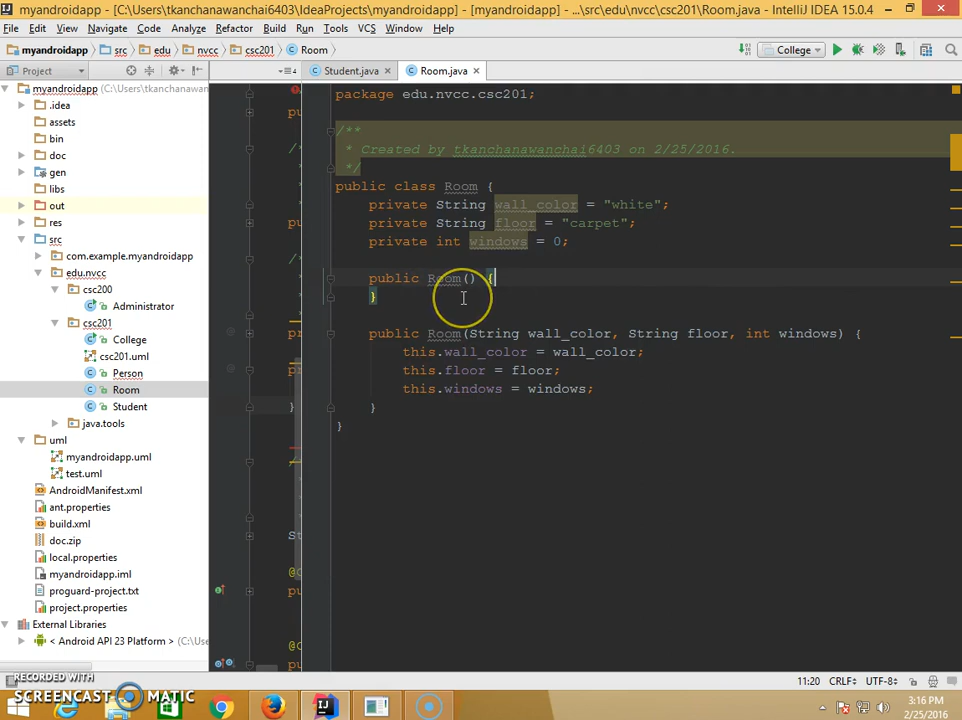 myandroidapp - [C:\Users\tkanchanawanchai6403\IdeaProjects\myandroidapp] - [myandroidapp] - ...\src\edu\nvcc\csc201\Room.java - IntelliJ IDEA 15.0.4
File Edit View Navigate Code Analyze Refactor Build Run Tools VCS Window Help
myandroidapp src edu nvcc csc201 Room College
Project Student.java Room.java
myandroidapp (C:\Users\tkanchanawan
.idea
assets
bin
doc
gen
libs
out
res
src
com.example.myandroidapp
edu.nvcc
csc200
Administrator
csc201
College
csc201.uml
Person
Room
Student
java.tools
uml
myandroidapp.uml
test.uml
AndroidManifest.xml
ant.properties
build.xml
doc.zip
local.properties
myandroidapp.iml
proguard-project.txt
project.properties
External Libraries
< Android API 23 Platform > (C:\Us
package edu.nvcc.csc201;
/**
* Created by tkanchanawanchai6403 on 2/25/2016.
*/
public class Room {
private String wall_color = "white";
private String floor = "carpet";
private int windows = 0;
public Room() {
}
public Room(String wall_color, String floor, int windows) {
this.wall_color = wall_color;
this.floor = floor;
this.windows = windows;
}
}
11:20 CRLF UTF-8
RECORDED WITH
SCREENCAST MATIC
3:16 PM
2/25/2016